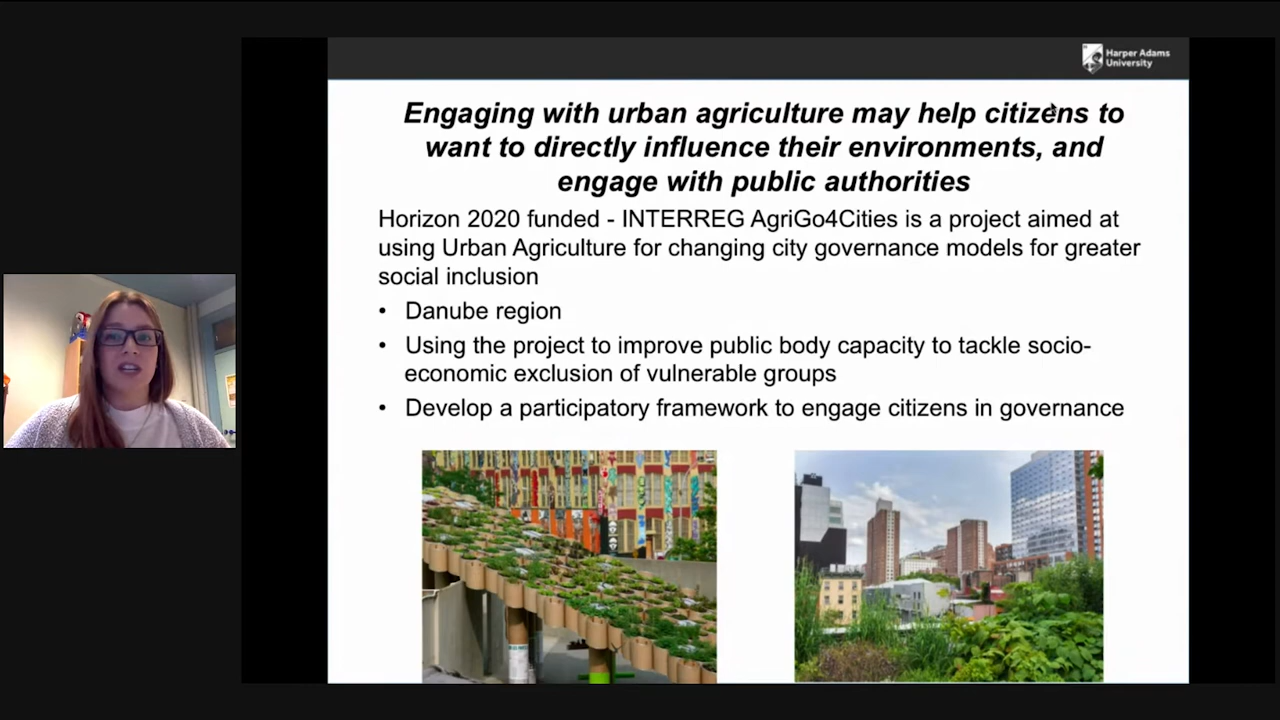 Harper Adams
University
Engaging with urban agriculture may help citizens to
want to directly influence their environments, and
engage with public authorities
Horizon 2020 funded - INTERREG AgriGo4Cities is a project aimed at
using Urban Agriculture for changing city governance models for greater
social inclusion
• Danube region
• Using the project to improve public body capacity to tackle socio-
economic exclusion of vulnerable groups
• Develop a participatory framework to engage citizens in governance